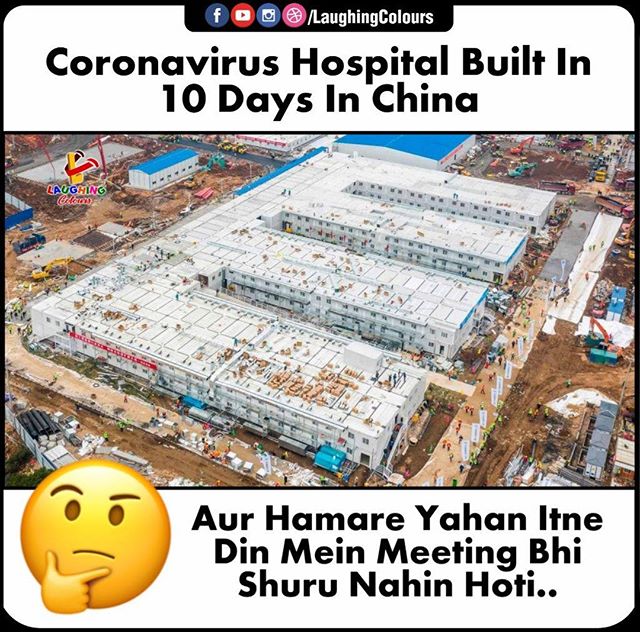 /LaughingColours
Coronavirus Hospital Built In
10 Days In China
LAUGHING
Colours
Aur Hamare Yahan Itne
Din Mein Meeting Bhi
Shuru Nahin Hoti..